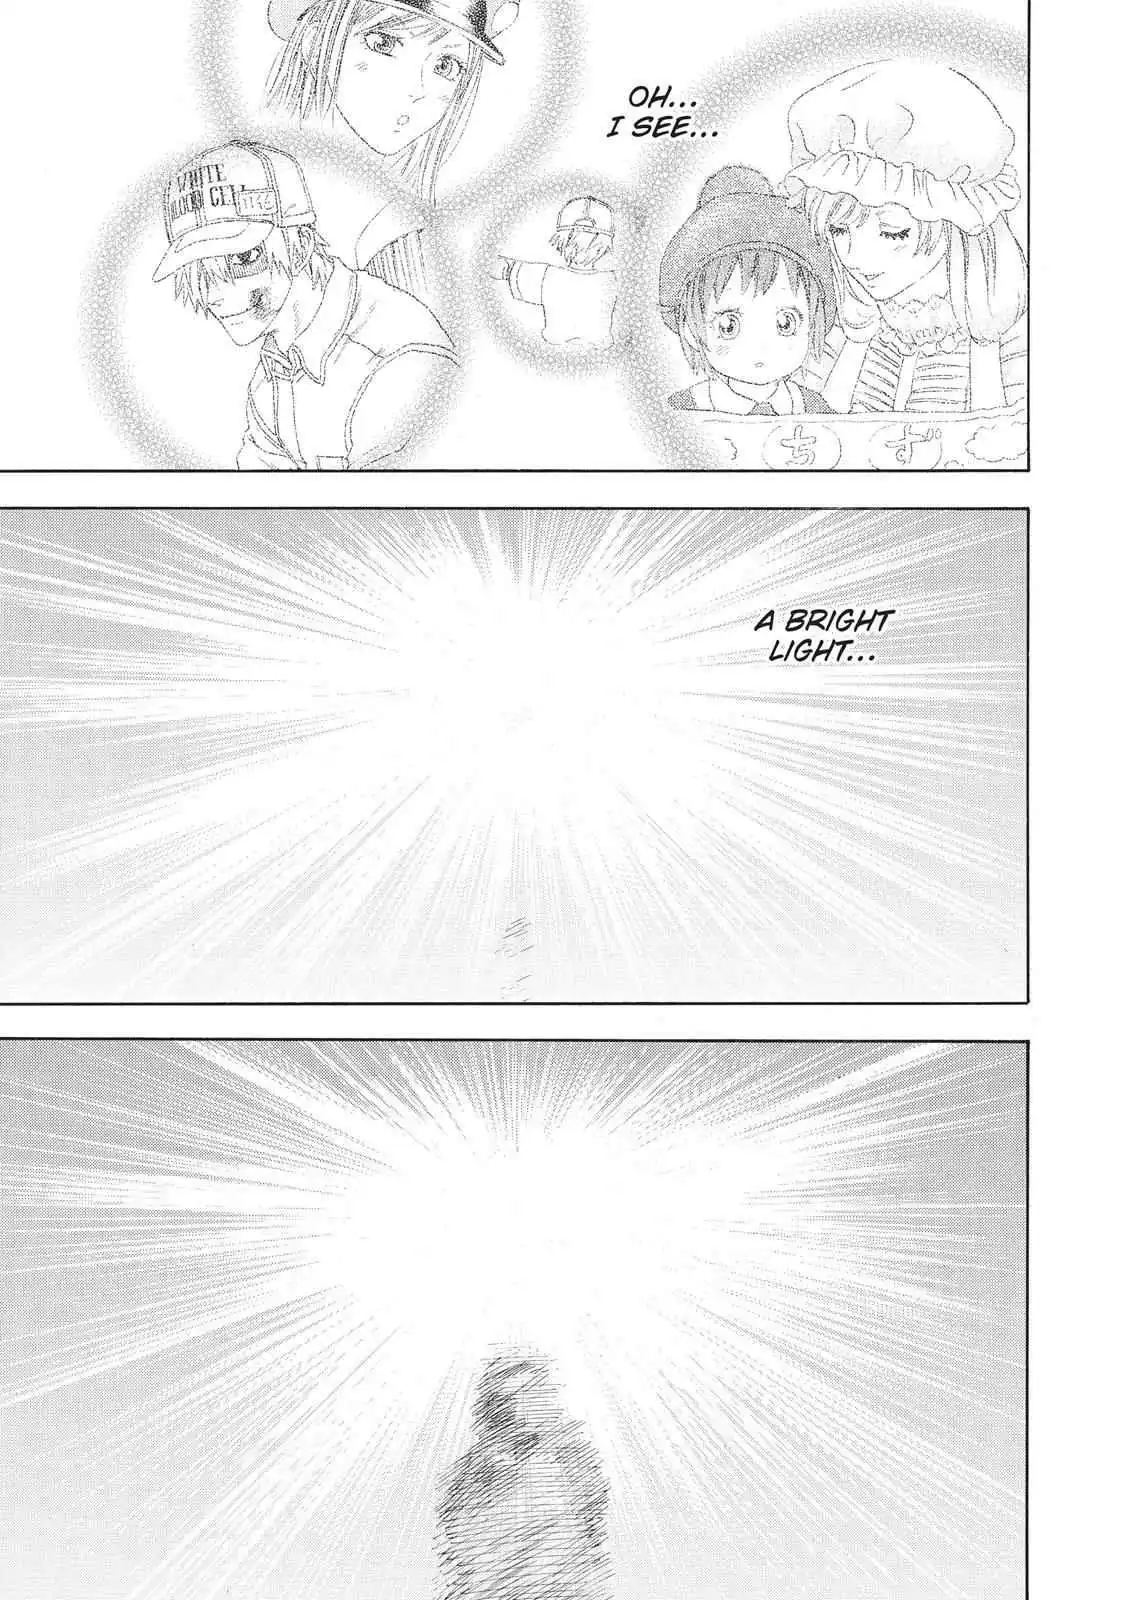 OH...
I SEE...
WHITE
BLOOD CELL
1146
ちず
A BRIGHT
LIGHT...